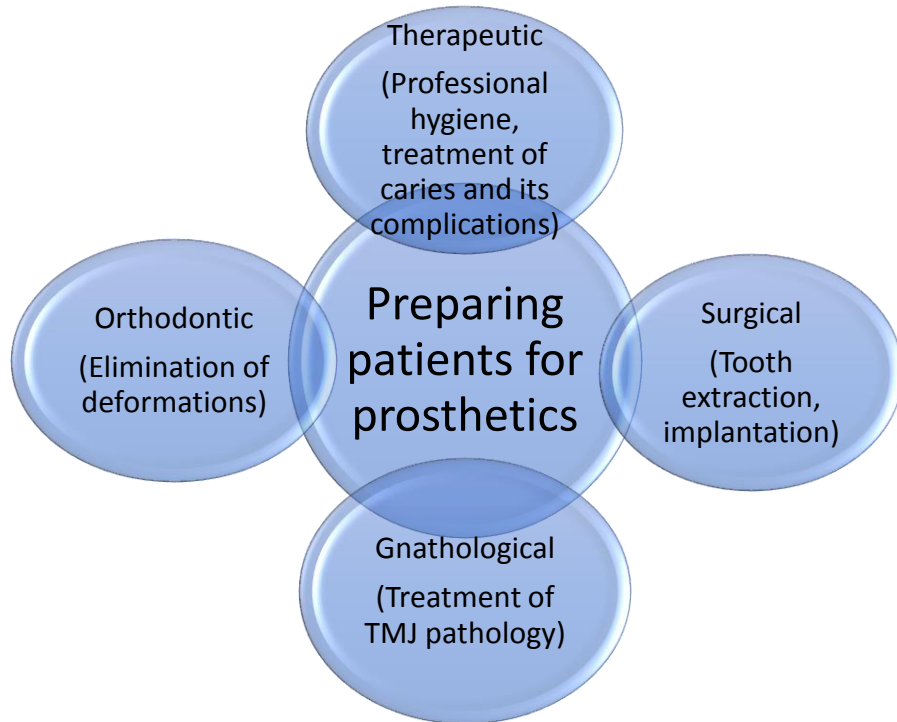 Therapeutic
(Professional
hygiene,
treatment of
caries and its
complications)
Orthodontic
(Elimination of
deformations)
Preparing
patients for
prosthetics
Surgical
(Tooth
extraction,
implantation)
Gnathological
(Treatment of
TMJ pathology)